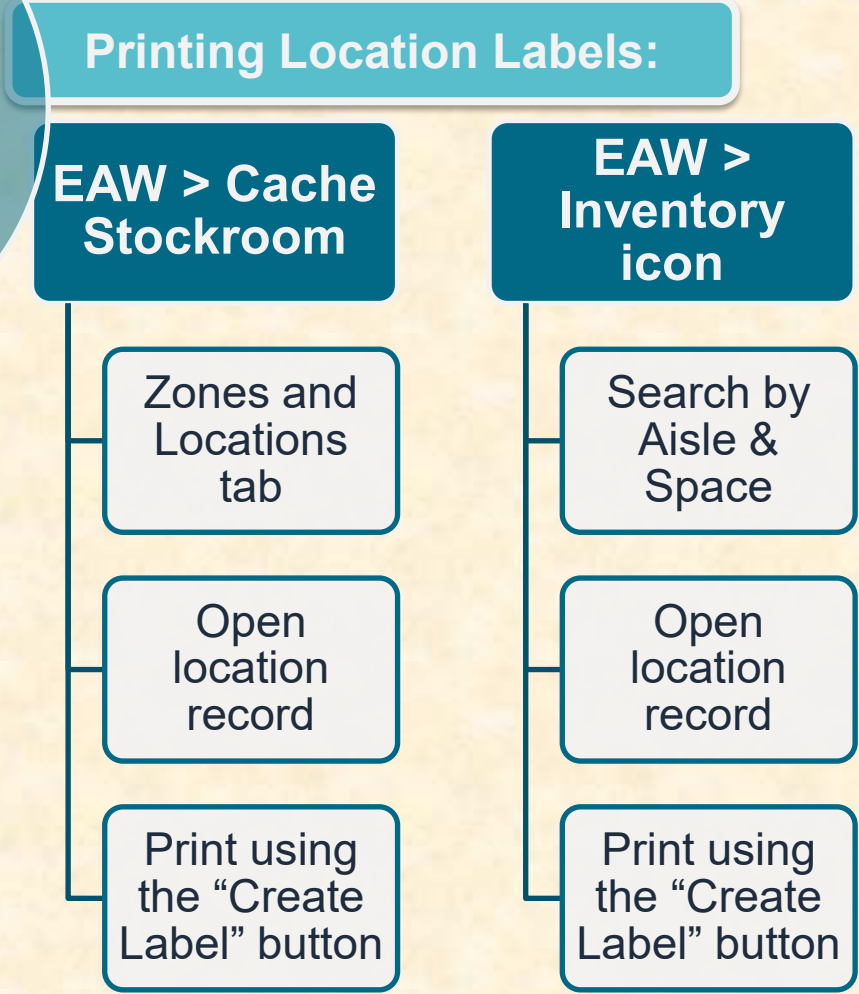 Printing Location Labels:
EAW > Cache
Stockroom
Zones and
Locations
tab
Open
location
record
Print using
the “Create
Label” button
EAW >
Inventory
icon
Search by
Aisle &
Space
Open
location
record
Print using
the “Create
Label” button